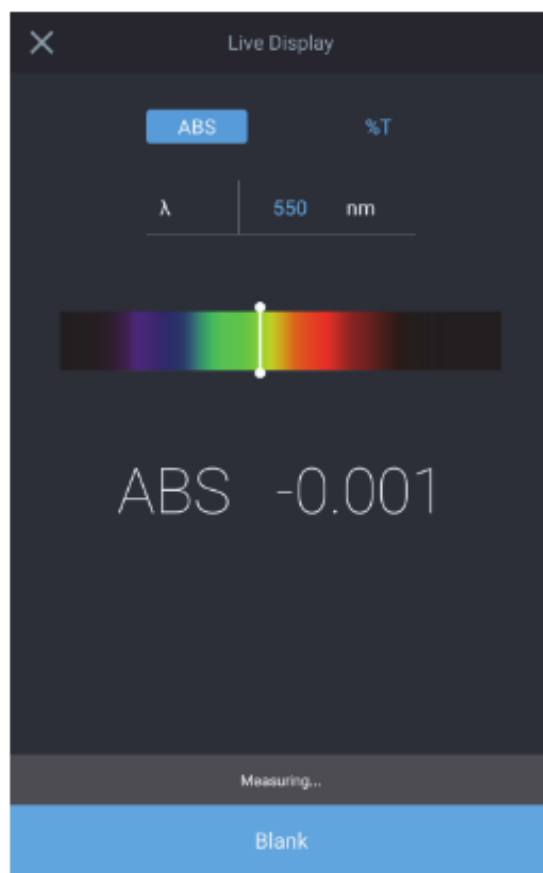 Live Display
ABS %T
λ 550 nm
ABS -0.001
Measuring...
Blank